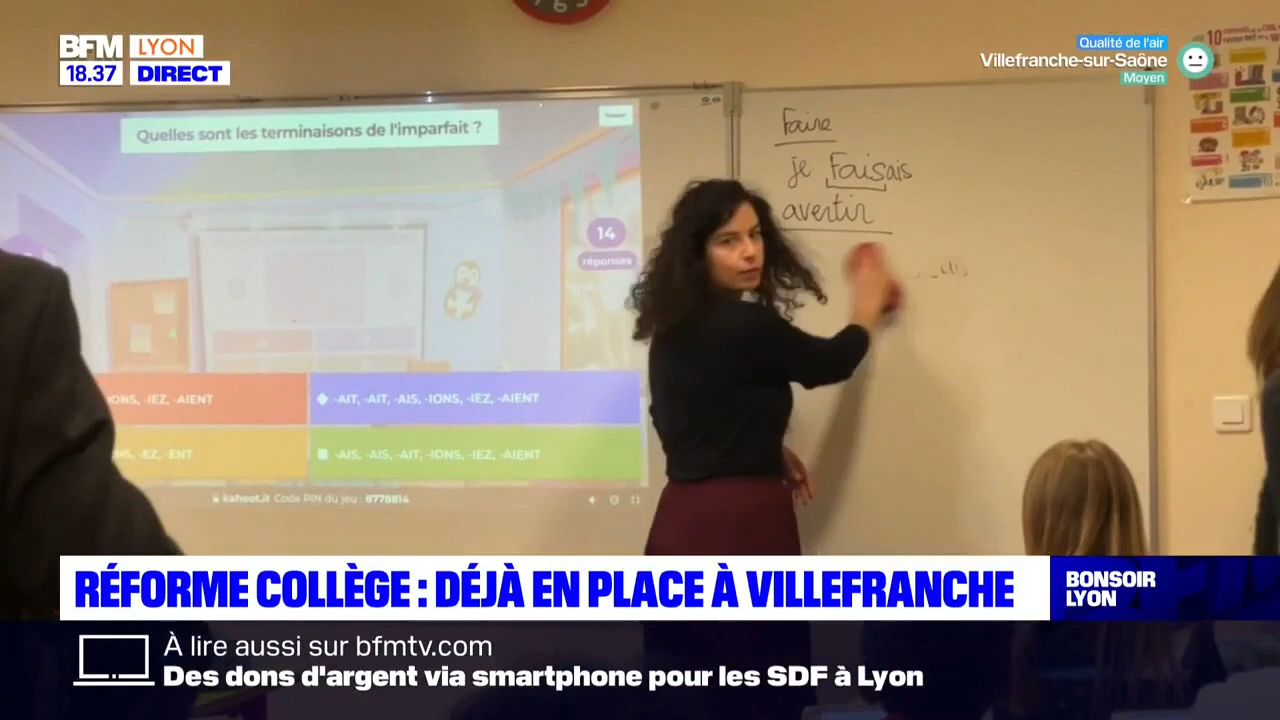 BFM LYON
18.37 DIRECT
Qualité de l'air
Villefranche-sur-Saône
Moyen
10
Quelles sont les terminaisons de l'imparfait ?
14
réponses
-IEZ, -AIENT
-AIT, -AIT, -AIS, -IONS, -IEZ, -AIENT
-EZ, -ENT
-AIS, -AIS, -AIT, -IONS, -IEZ, -AIENT
kahoot.it Code PIN du jeu : 8778814
Faire
je Faisais
avertir
RÉFORME COLLÈGE : DÉJÀ EN PLACE À VILLEFRANCHE
BONSOIR
LYON
À lire aussi sur bfmtv.com
Des dons d'argent via smartphone pour les SDF à Lyon